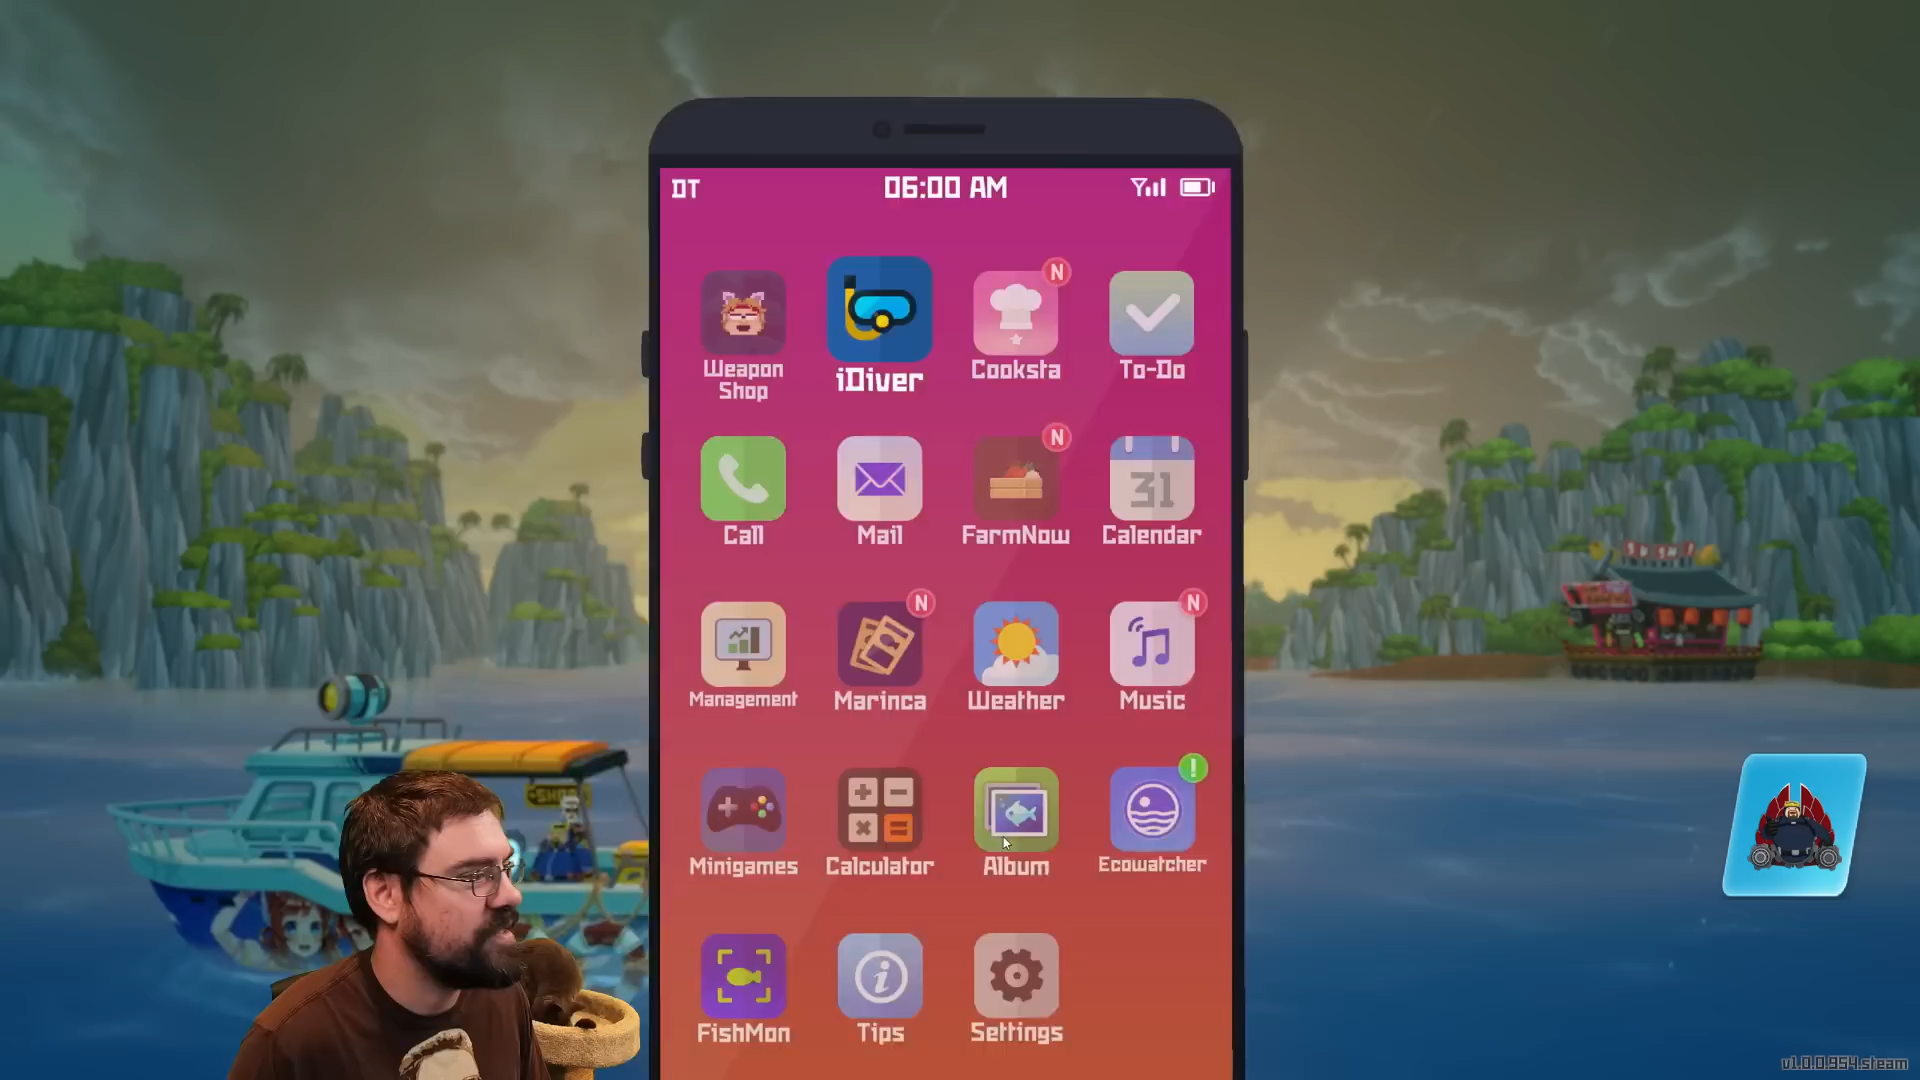 DT
06:00 AM
Weapon
Shop
iDiver
N
Cooksta
To-Do
Call
Mail
N
FarmNow
31
Calendar
Management
N
Marinca
Weather
N
Music
Minigames
Calculator
Album
!
Ecowatcher
FishMon
i
Tips
Settings
SUSHI
v1.0.0.954.steam